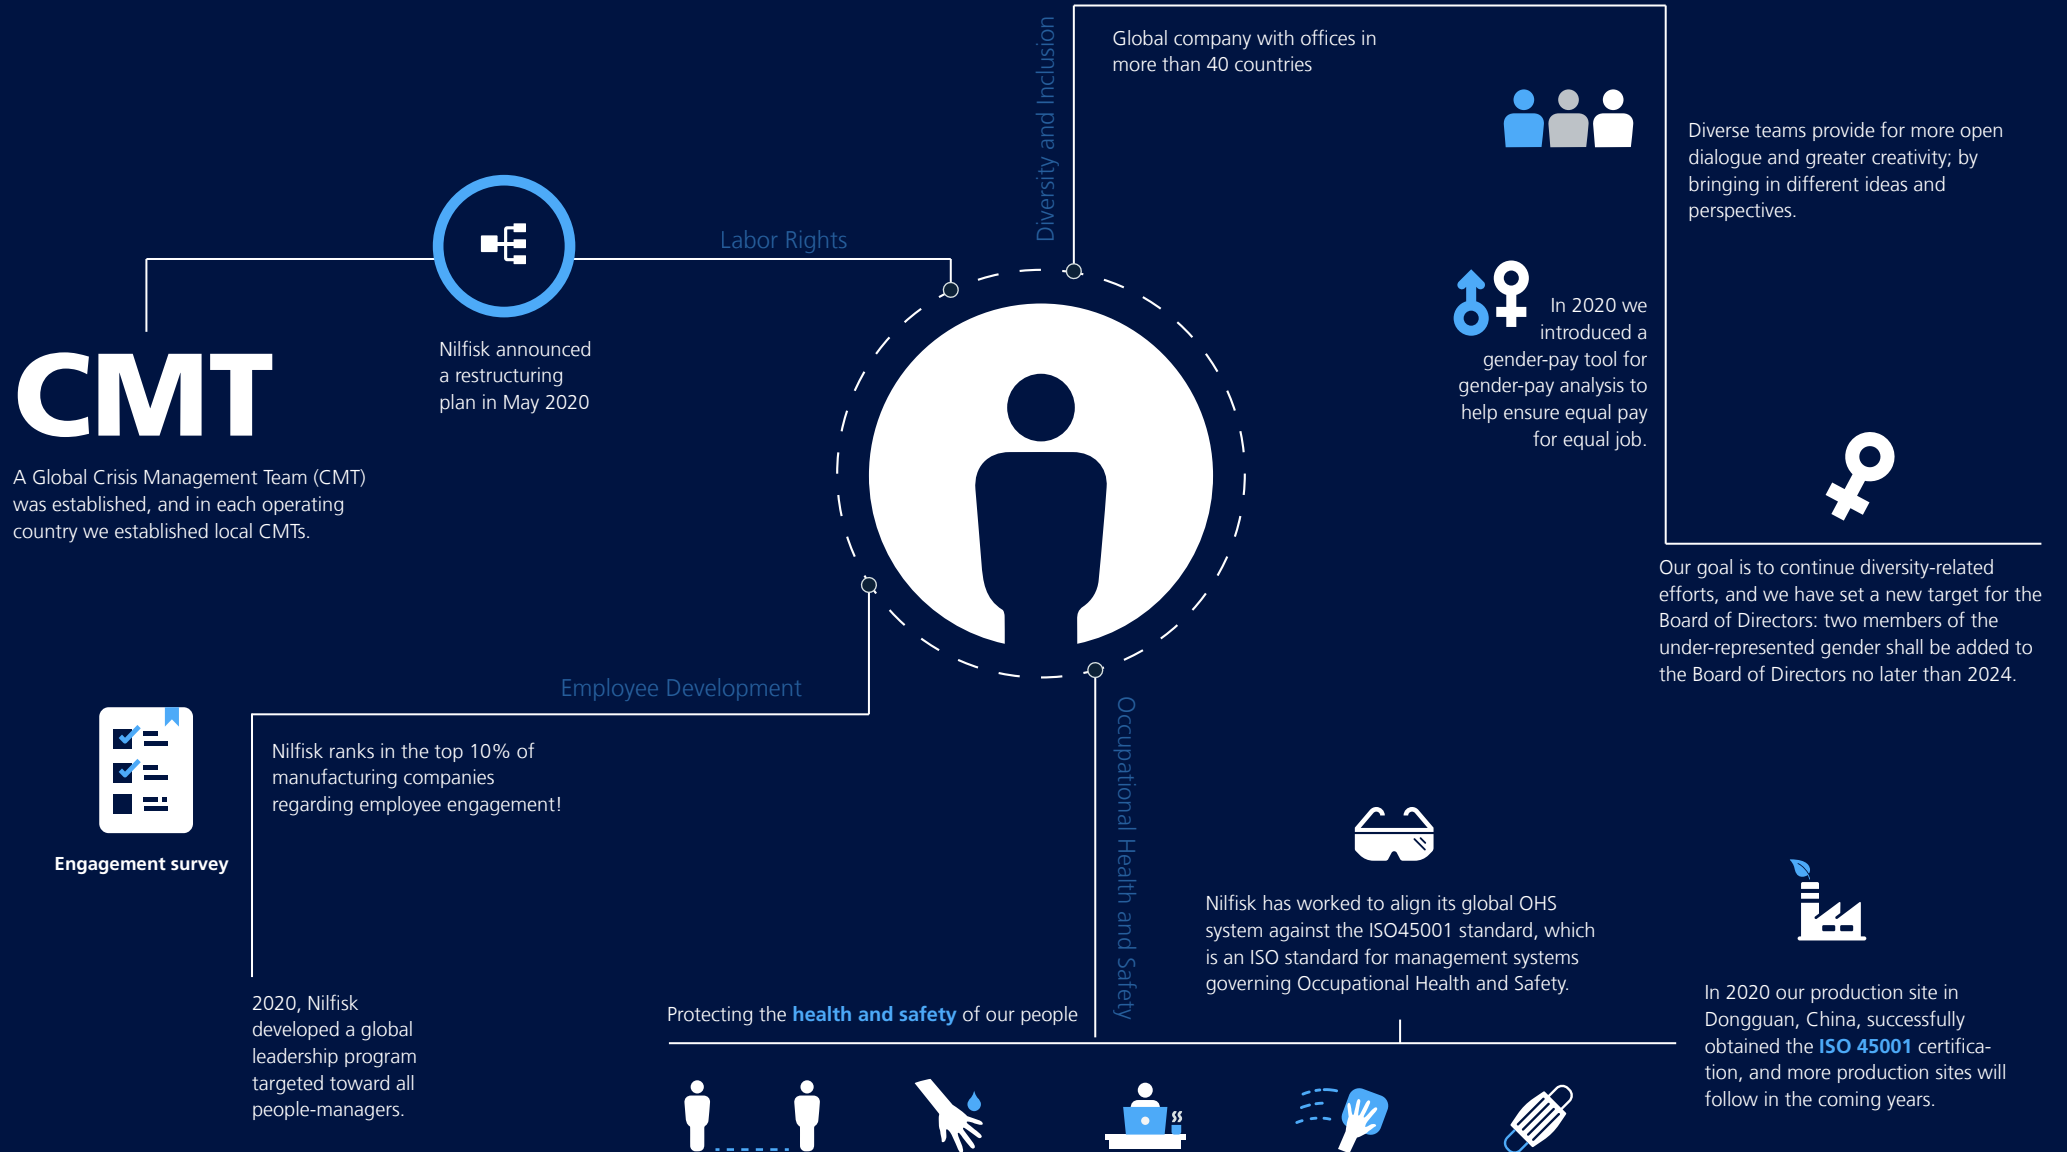 Diversity and Inclusion
Global company with offices in
more than 40 countries
Diverse teams provide for more open
dialogue and greater creativity; by
bringing in different ideas and
perspectives.
In 2020 we
introduced a
gender-pay tool for
gender-pay analysis to
help ensure equal pay
for equal job.
Our goal is to continue diversity-related
efforts, and we have set a new target for the
Board of Directors: two members of the
under-represented gender shall be added to
the Board of Directors no later than 2024.
Labor Rights
Nilfisk announced
a restructuring
plan in May 2020
CMT
A Global Crisis Management Team (CMT)
was established, and in each operating
country we established local CMTs.
Employee Development
Engagement survey
Nilfisk ranks in the top 10% of
manufacturing companies
regarding employee engagement!
2020, Nilfisk
developed a global
leadership program
targeted toward all
people-managers.
Occupational Health and Safety
Protecting the health and safety of our people
Nilfisk has worked to align its global OHS
system against the ISO45001 standard, which
is an ISO standard for management systems
governing Occupational Health and Safety.
In 2020 our production site in
Dongguan, China, successfully
obtained the ISO 45001 certifica-
tion, and more production sites will
follow in the coming years.